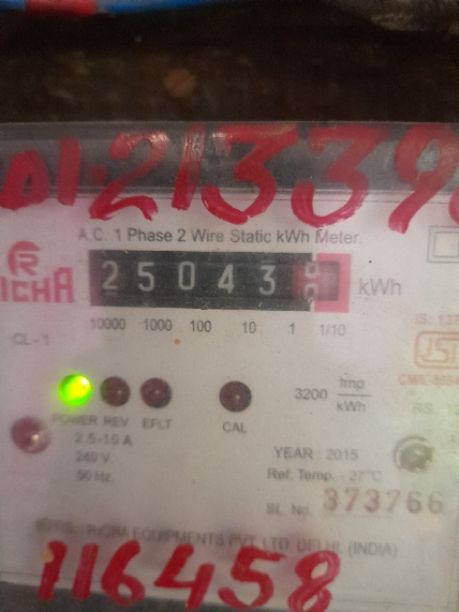 A.C. 1 Phase 2 Wire Static kWh Meter.
RICHA
25043 kWh
10000 1000 100 10 1 1/10
CL-1
3200 Imp/kWh
POWER REV EFLT CAL
2.5-10 A
240 V.
50 Hz.
YEAR : 2015
Ref. Temp. - 27°C
SL. No. 373766
EQUIPMENTS PVT. LTD. DELHI. (INDIA)
116458